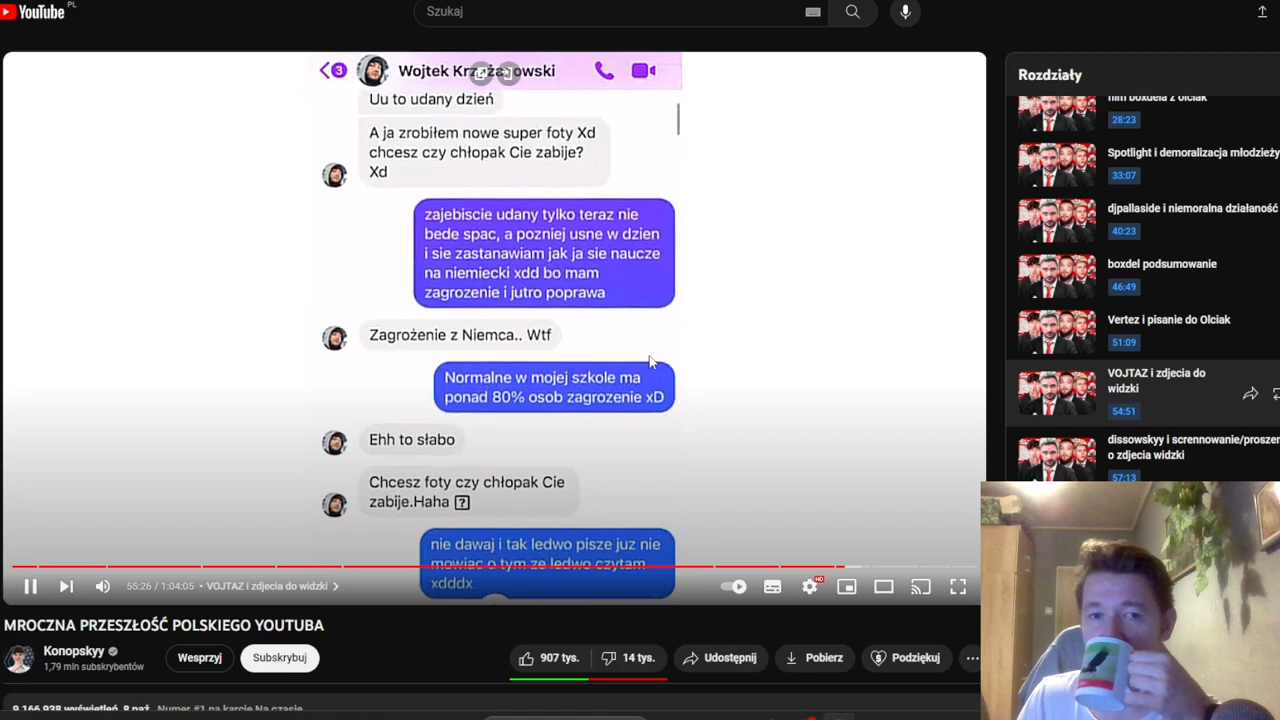 YouTube PL
Szukaj
3 Wojtek
Uu to udany dzień
A ja zrobiłem nowe super foty Xd
chcesz czy chłopak Cie zabije?
Xd
zajebiscie udany tylko teraz nie
bede spac, a pozniej usne w dzien
i sie zastanawiam jak ja sie naucze
na niemiecki xdd bo mam
zagrozenie i jutro poprawa
Zagrożenie z Niemca.. Wtf
Normalne w mojej szkole ma
ponad 80% osob zagrozenie xD
Ehh to słabo
Chcesz foty czy chłopak Cie
zabije.Haha
nie dawaj i tak ledwo pisze juz nie
mowiac o tym ze ledwo czytam
xdddx
55:26 / 1:04:05 • VOJTAZ i zdjecia do widzki
HD
MROCZNA PRZESZŁOŚĆ POLSKIEGO YOUTUBA
Konopskyy
1,79 mln subskrybentów
Wesprzyj
Subskrybuj
907 tys.
14 tys.
Udostępnij
Pobierz
Podziękuj
9 166 938 wyświetleń 8 paź Numer #1 na karcie Na czasie
Rozdziały
boxdela z olciak
28:23
Spotlight i demoralizacja młodzieży
33:07
djpallaside i niemoralna działaność
40:23
boxdel podsumowanie
46:49
Vertez i pisanie do Olciak
51:09
VOJTAZ i zdjecia do
widzki
54:51
dissowskyy i scrennowanie/proszen
o zdjecia widzki
57:13